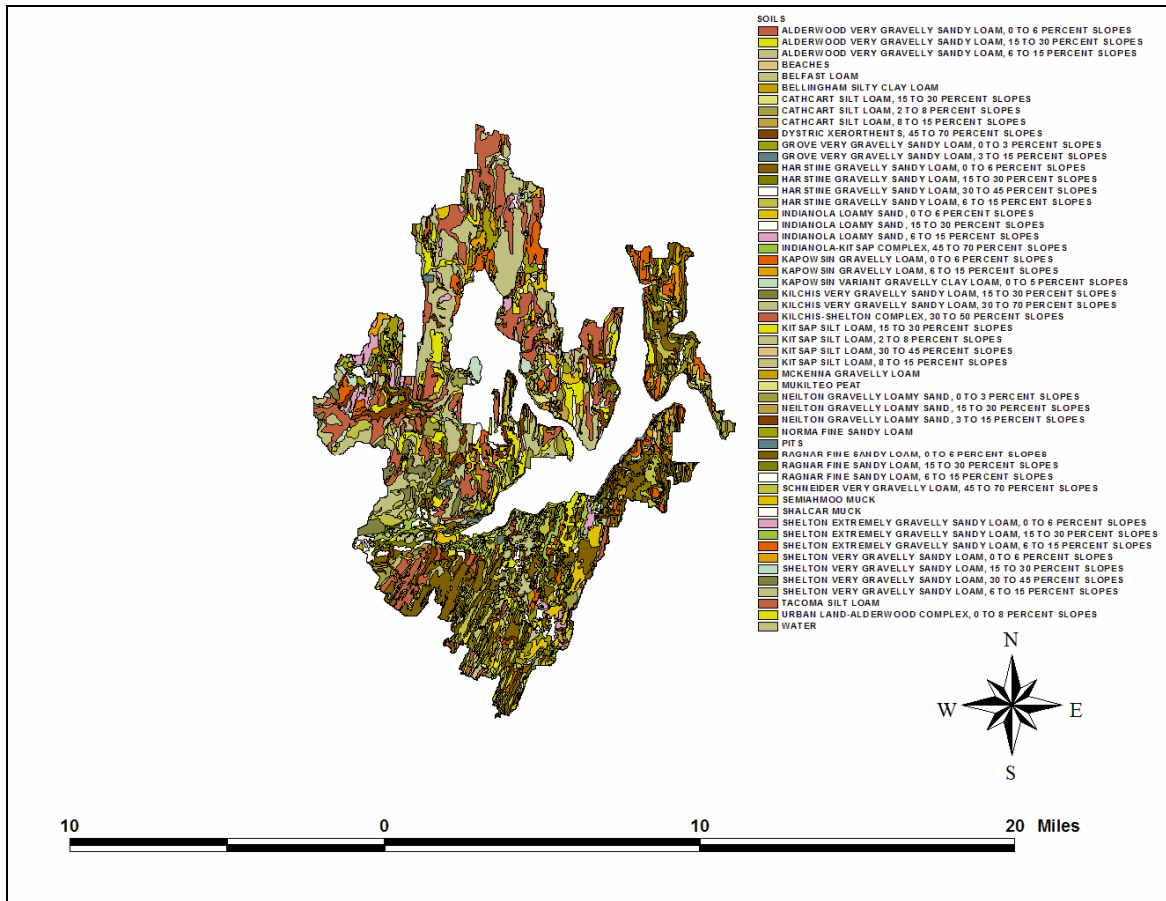 SOILS
ALDERWOOD VERY GRAVELLY SANDY LOAM, 0 TO 6 PERCENT SLOPES
ALDERWOOD VERY GRAVELLY SANDY LOAM, 15 TO 30 PERCENT SLOPES
ALDERWOOD VERY GRAVELLY SANDY LOAM, 6 TO 15 PERCENT SLOPES
BEACHES
BELFAST LOAM
BELLINGHAM SILTY CLAY LOAM
CATHCART SILT LOAM, 15 TO 30 PERCENT SLOPES
CATHCART SILT LOAM, 2 TO 8 PERCENT SLOPES
CATHCART SILT LOAM, 8 TO 15 PERCENT SLOPES
DYSTRIC XERORTHENTS, 45 TO 70 PERCENT SLOPES
GROVE VERY GRAVELLY SANDY LOAM, 0 TO 3 PERCENT SLOPES
GROVE VERY GRAVELLY SANDY LOAM, 3 TO 15 PERCENT SLOPES
HARSTINE GRAVELLY SANDY LOAM, 0 TO 6 PERCENT SLOPES
HARSTINE GRAVELLY SANDY LOAM, 15 TO 30 PERCENT SLOPES
HARSTINE GRAVELLY SANDY LOAM, 30 TO 45 PERCENT SLOPES
HARSTINE GRAVELLY SANDY LOAM, 6 TO 15 PERCENT SLOPES
INDIANOLA LOAMY SAND, 0 TO 6 PERCENT SLOPES
INDIANOLA LOAMY SAND, 15 TO 30 PERCENT SLOPES
INDIANOLA LOAMY SAND, 6 TO 15 PERCENT SLOPES
INDIANOLA-KITSAP COMPLEX, 45 TO 70 PERCENT SLOPES
KAPOWSIN GRAVELLY LOAM, 0 TO 6 PERCENT SLOPES
KAPOWSIN GRAVELLY LOAM, 6 TO 15 PERCENT SLOPES
KAPOWSIN VARIANT GRAVELLY CLAY LOAM, 0 TO 5 PERCENT SLOPES
KILCHIS VERY GRAVELLY SANDY LOAM, 15 TO 30 PERCENT SLOPES
KILCHIS VERY GRAVELLY SANDY LOAM, 30 TO 70 PERCENT SLOPES
KILCHIS-SHELTON COMPLEX, 30 TO 50 PERCENT SLOPES
KITSAP SILT LOAM, 15 TO 30 PERCENT SLOPES
KITSAP SILT LOAM, 2 TO 8 PERCENT SLOPES
KITSAP SILT LOAM, 30 TO 45 PERCENT SLOPES
KITSAP SILT LOAM, 8 TO 15 PERCENT SLOPES
MCKENNA GRAVELLY LOAM
MUKILTEO PEAT
NEILTON GRAVELLY LOAMY SAND, 0 TO 3 PERCENT SLOPES
NEILTON GRAVELLY LOAMY SAND, 15 TO 30 PERCENT SLOPES
NEILTON GRAVELLY LOAMY SAND, 3 TO 15 PERCENT SLOPES
NORMA FINE SANDY LOAM
PITS
RAGNAR FINE SANDY LOAM, 0 TO 6 PERCENT SLOPES
RAGNAR FINE SANDY LOAM, 15 TO 30 PERCENT SLOPES
RAGNAR FINE SANDY LOAM, 6 TO 15 PERCENT SLOPES
SCHNEIDER VERY GRAVELLY LOAM, 45 TO 70 PERCENT SLOPES
SEMIAHMOO MUCK
SHALCAR MUCK
SHELTON EXTREMELY GRAVELLY SANDY LOAM, 0 TO 6 PERCENT SLOPES
SHELTON EXTREMELY GRAVELLY SANDY LOAM, 15 TO 30 PERCENT SLOPES
SHELTON EXTREMELY GRAVELLY SANDY LOAM, 6 TO 15 PERCENT SLOPES
SHELTON VERY GRAVELLY SANDY LOAM, 0 TO 6 PERCENT SLOPES
SHELTON VERY GRAVELLY SANDY LOAM, 15 TO 30 PERCENT SLOPES
SHELTON VERY GRAVELLY SANDY LOAM, 30 TO 45 PERCENT SLOPES
SHELTON VERY GRAVELLY SANDY LOAM, 6 TO 15 PERCENT SLOPES
TACOMA SILT LOAM
URBAN LAND-ALDERWOOD COMPLEX, 0 TO 8 PERCENT SLOPES
WATER
N
W E
S
10 0 10 20 Miles